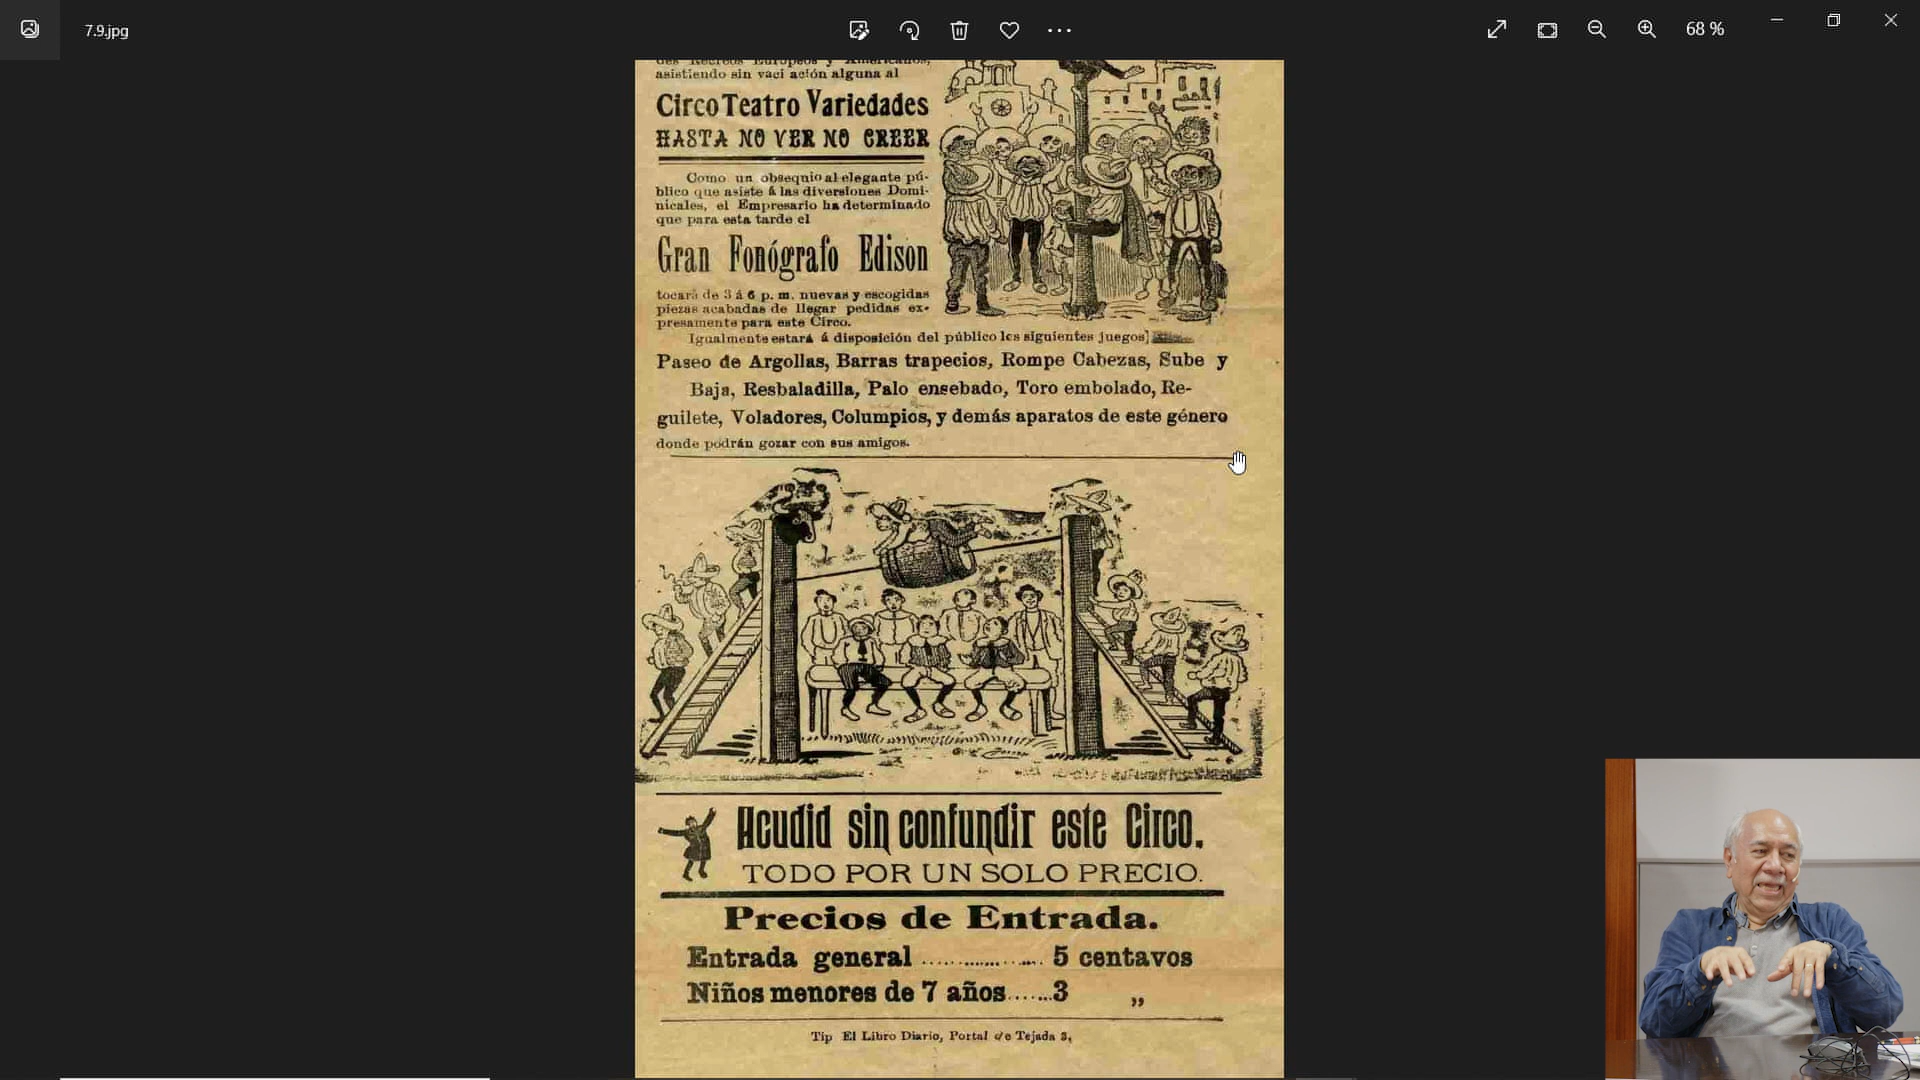 7.9.jpg
68 %
des Recreos Europeos y Americanos,
asistiendo sin vaci ación alguna al
Circo Teatro Variedades
HASTA NO VER NO CREER
Como un obsequio al elegante pú-
blico que asiste á las diversiones Domi-
nicales, el Empresario ha determinado
que para esta tarde el
Gran Fonógrafo Edison
tocará de 3 á 6 p. m. nuevas y escogidas
piezas acabadas de llegar pedidas ex-
presamente para este Circo.
Igualmente estará á disposición del público los siguientes juegos]
Paseo de Argollas, Barras trapecios, Rompe Cabezas, Sube y
Baja, Resbaladilla, Palo ensebado, Toro embolado, Re-
guilete, Voladores, Columpios, y demás aparatos de este género
donde podrán gozar con sus amigos.
Acudid sin confundir este Circo.
TODO POR UN SOLO PRECIO.
Precios de Entrada.
Entrada general ................. 5 centavos
Niños menores de 7 años.......3 ,,
Tip El Libro Diario, Portal de Tejada 3,